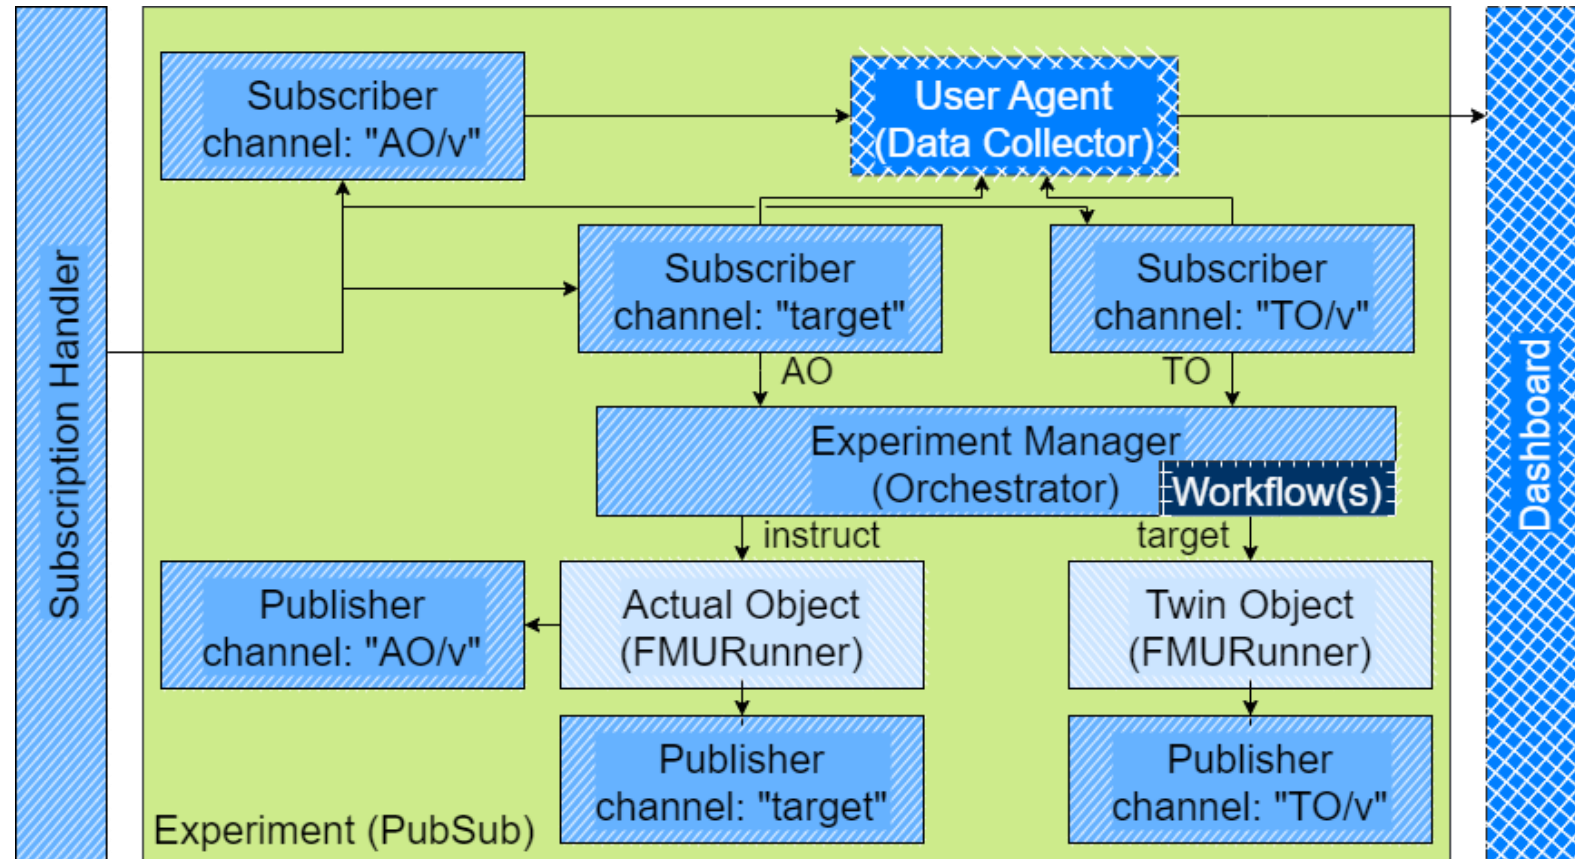 Subscription Handler
Subscriber
channel: "AO/v"
User Agent
(Data Collector)
Subscriber
channel: "target"
Subscriber
channel: "TO/v"
AO
TO
Experiment Manager
(Orchestrator)
Workflow(s)
instruct
target
Publisher
channel: "AO/v"
Actual Object
(FMURunner)
Twin Object
(FMURunner)
Publisher
channel: "target"
Publisher
channel: "TO/v"
Experiment (PubSub)
Dashboard